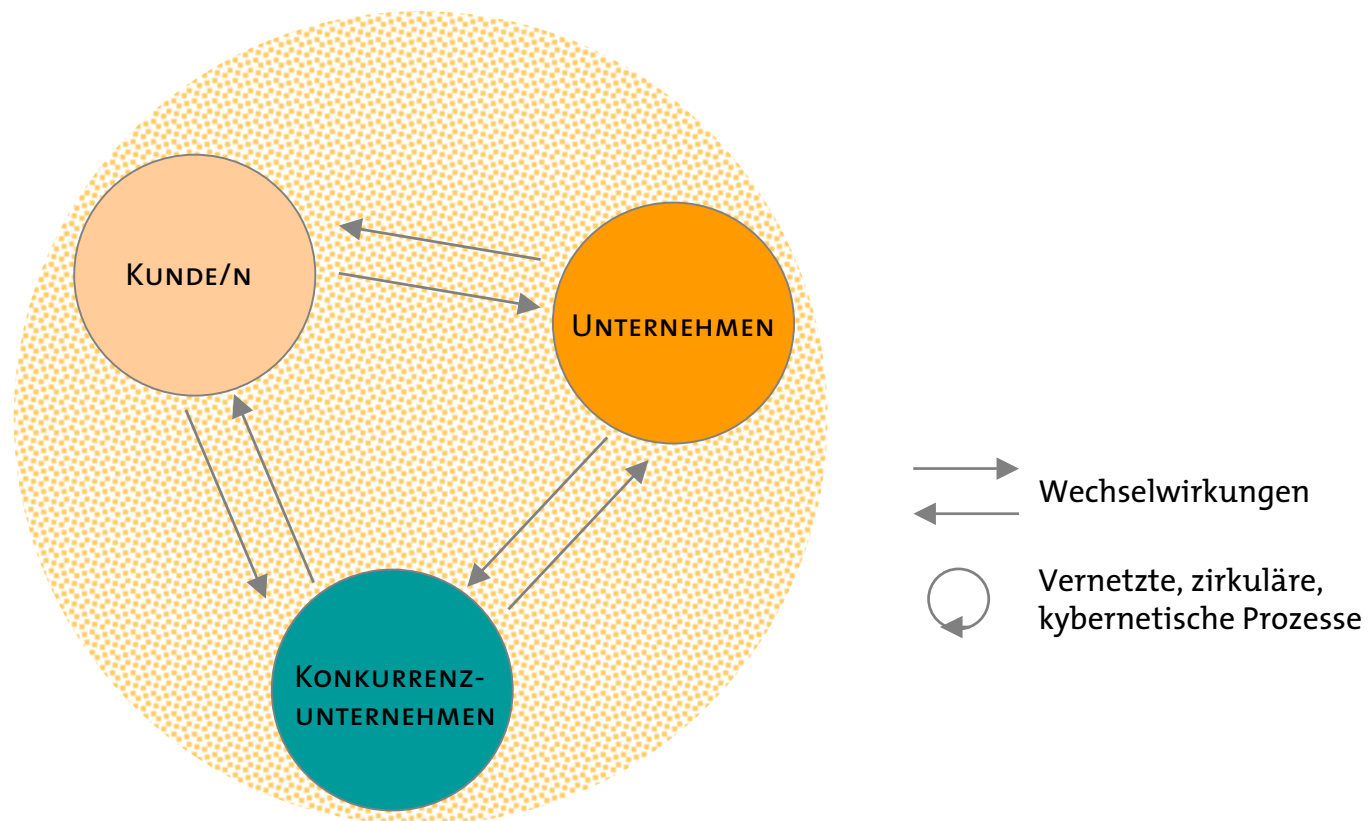 Kunde/n
Unternehmen
Konkurrenz-
unternehmen
Wechselwirkungen
Vernetzte, zirkuläre,
kybernetische Prozesse